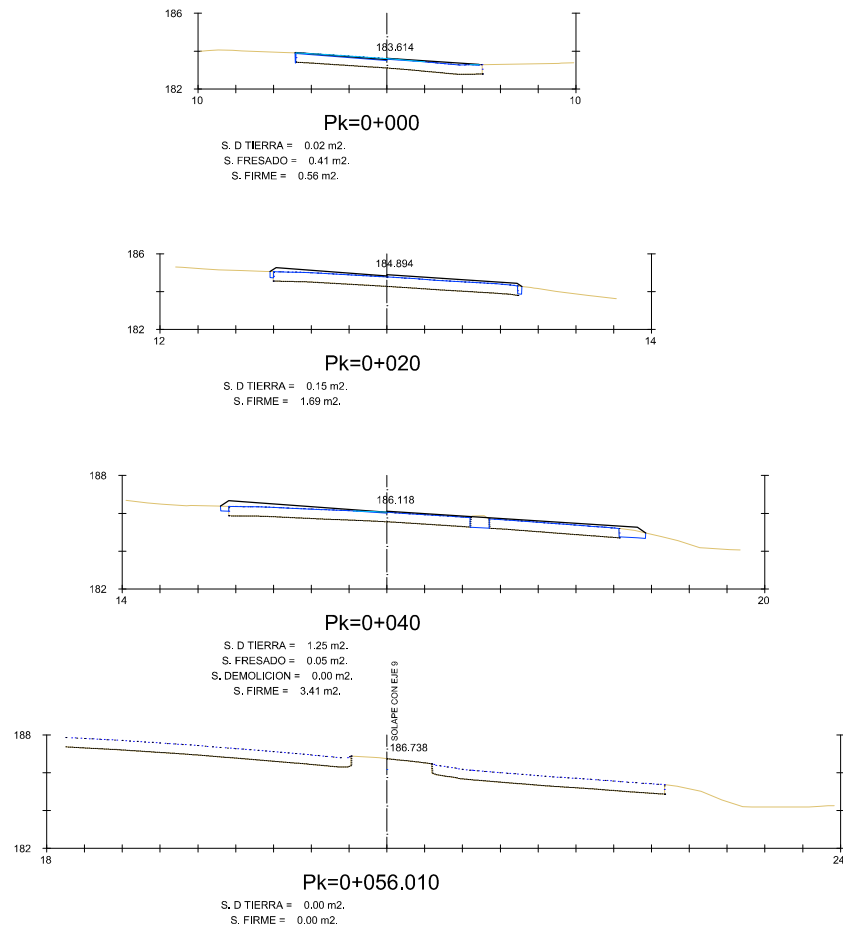 186
183.614
182
10
10
Pk=0+000
S. D TIERRA = 0.02 m2.
S. FRESADO = 0.41 m2.
S. FIRME = 0.56 m2.
186
184.894
182
12
14
Pk=0+020
S. D TIERRA = 0.15 m2.
S. FIRME = 1.69 m2.
188
186.118
182
14
20
Pk=0+040
S. D TIERRA = 1.25 m2.
S. FRESADO = 0.05 m2.
S. DEMOLICION = 0.00 m2.
S. FIRME = 3.41 m2.
SOLAPE CON EJE 9
188
186.738
182
18
24
Pk=0+056.010
S. D TIERRA = 0.00 m2.
S. FIRME = 0.00 m2.